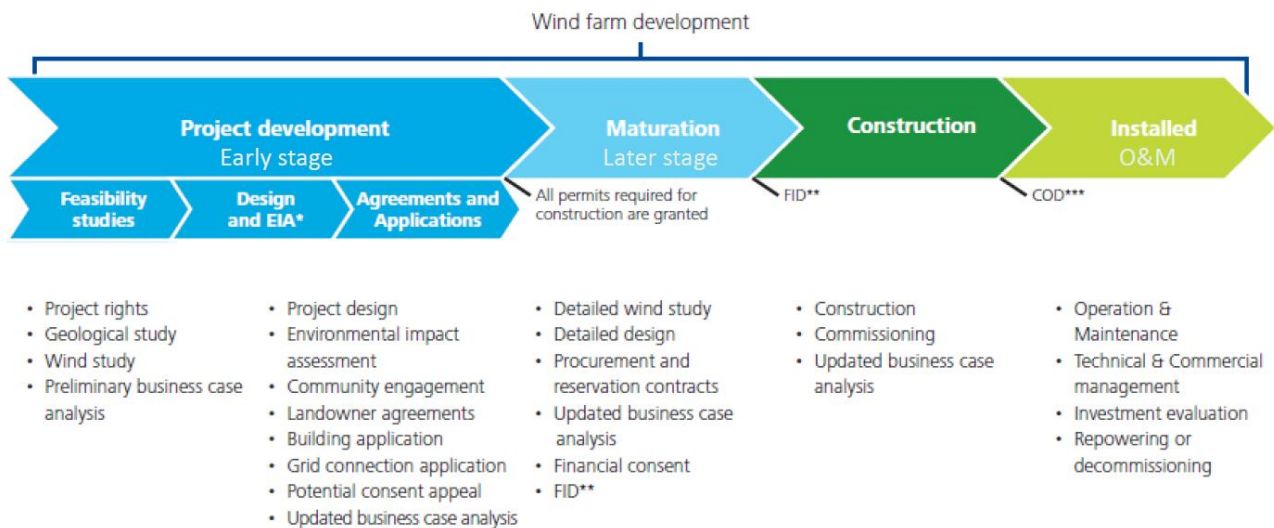 Wind farm development
Project development
Early stage
Maturation
Later stage
Construction
Installed
O&M
Feasibility
studies
Design
and EIA*
Agreements and
Applications
All permits required for
construction are granted
FID**
COD***
• Project rights
• Geological study
• Wind study
• Preliminary business case
analysis
• Project design
• Environmental impact
assessment
• Community engagement
• Landowner agreements
• Building application
• Grid connection application
• Potential consent appeal
• Updated business case analysis
• Detailed wind study
• Detailed design
• Procurement and
reservation contracts
• Updated business case
analysis
• Financial consent
• FID**
• Construction
• Commissioning
• Updated business case
analysis
• Operation &
Maintenance
• Technical & Commercial
management
• Investment evaluation
• Repowering or
decommissioning